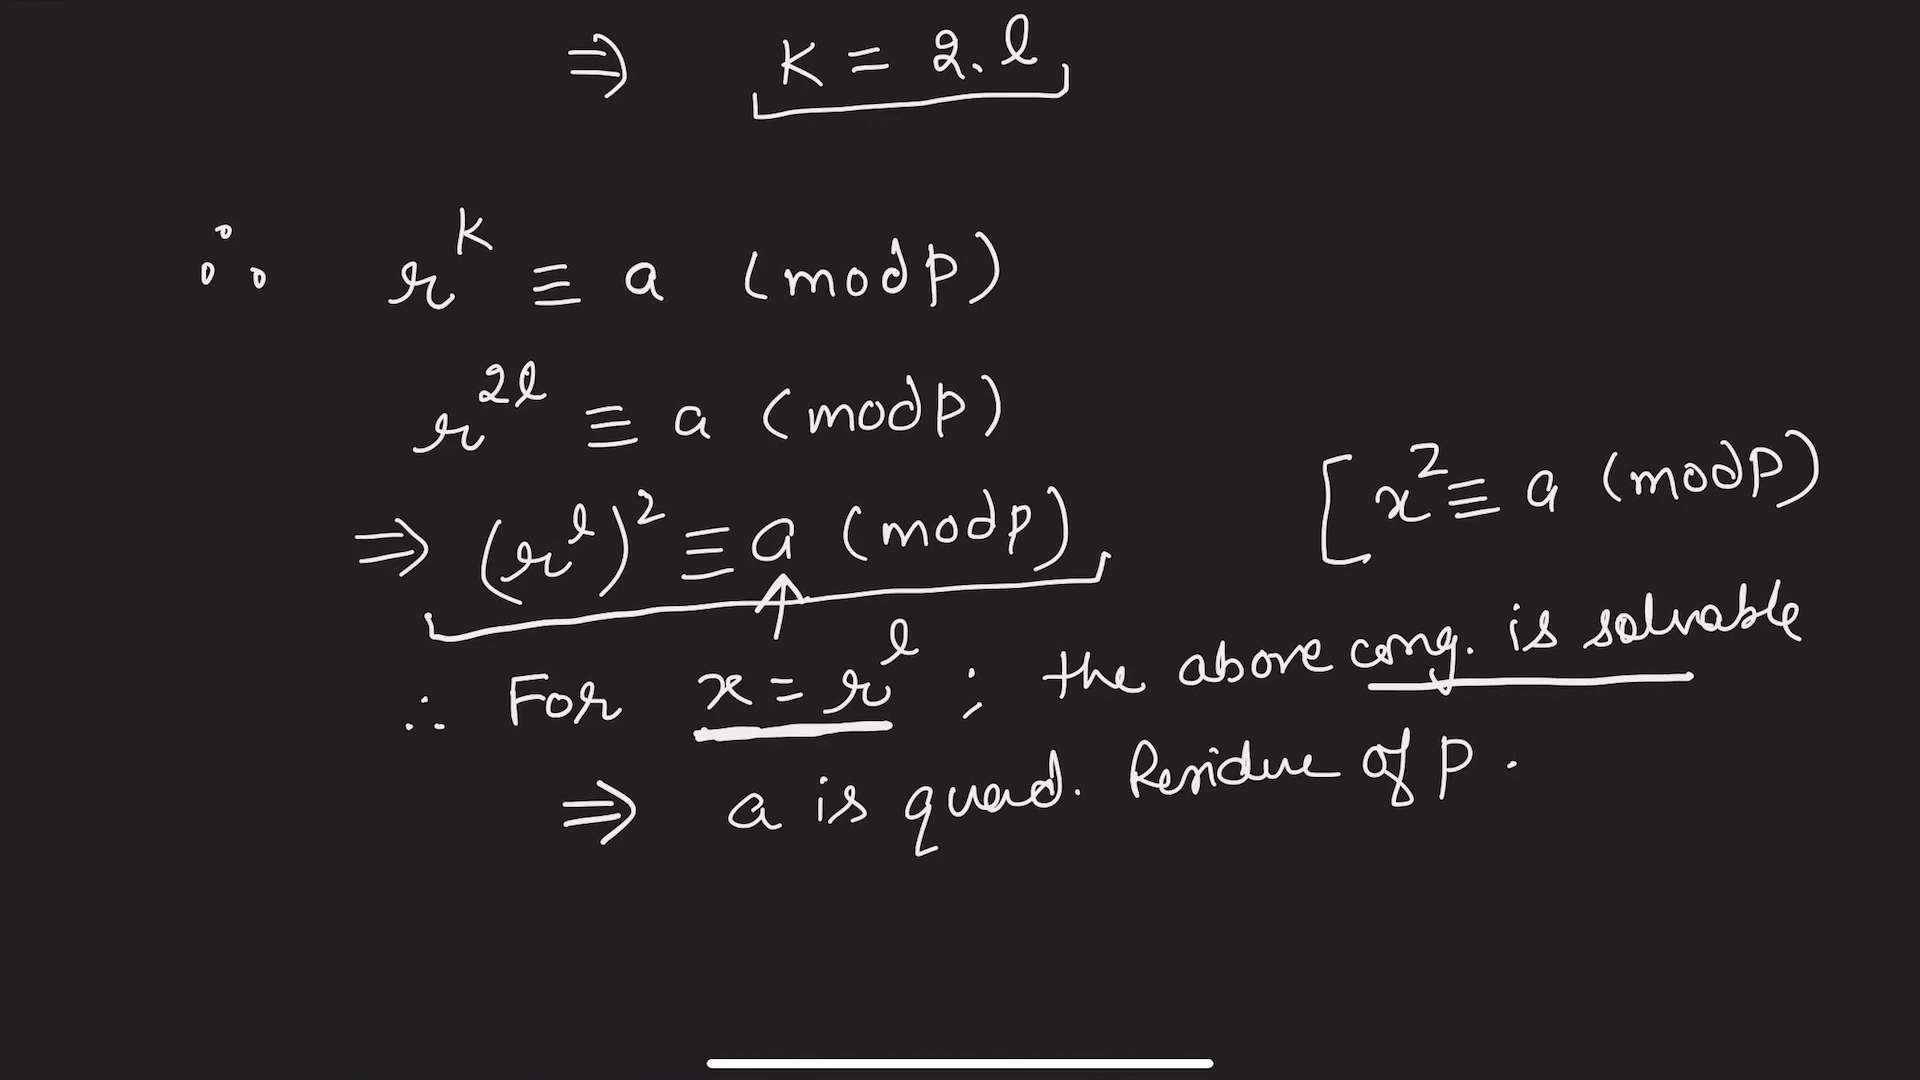 ⇒ K = 2.l
∴ r^K ≡ a (mod p)
r^2l ≡ a (mod p)
⇒ (r^l)^2 ≡ a (mod p)
[x^2 ≡ a (mod p)
∴ For x = r^l ; the above cong. is solvable
⇒ a is quad. Residue of p.